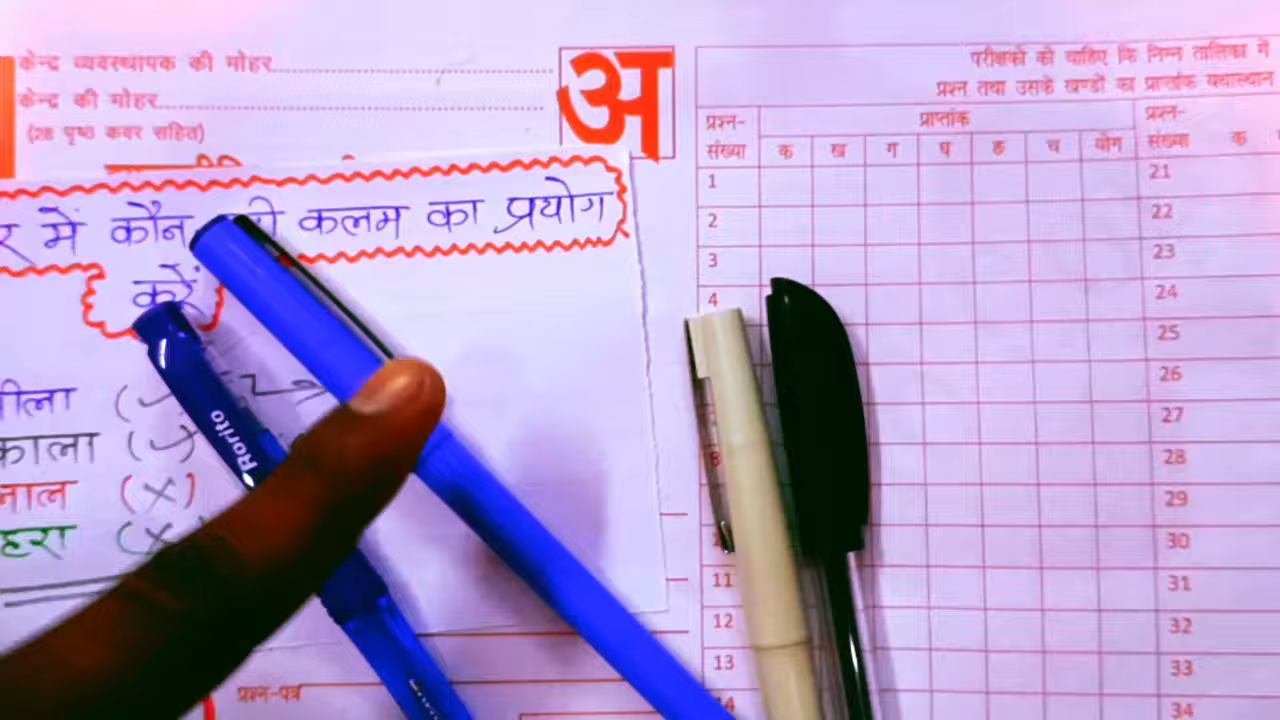 केन्द्र व्यवस्थापक की मोहर
केन्द्र की मोहर
(28 पृष्ठ कवर सहित)
अ
परीक्षकों को चाहिए कि निम्न तालिका में
प्रश्न तथा उसके खण्डों का प्राप्तांक यथास्थान
प्रश्न-संख्या प्राप्तांक प्रश्न-संख्या
क ख ग घ ङ च योग क
1 21
2 22
3 23
4 24
25
26
27
8 28
29
30
11 31
12 32
13 33
14 34
में कौन कलम का प्रयोग
करें
काला (✓)
(×)
Rorito
प्रश्न-पत्र